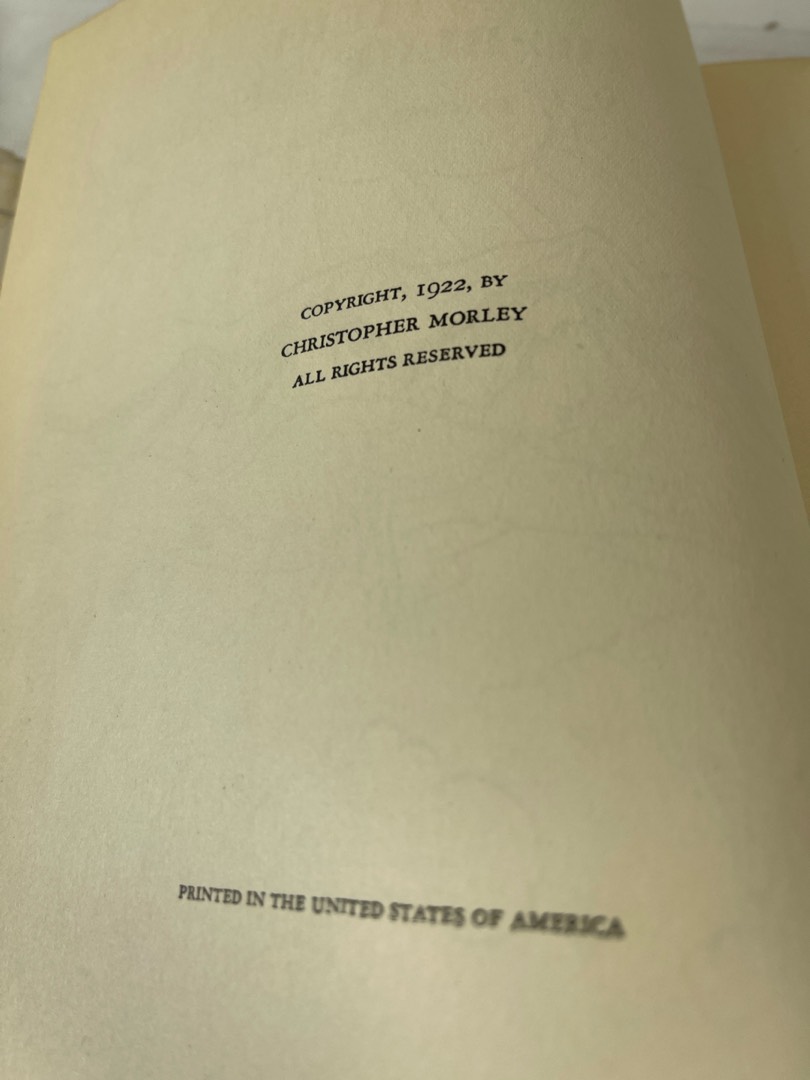 COPYRIGHT, 1922, BY
CHRISTOPHER MORLEY
ALL RIGHTS RESERVED
PRINTED IN THE UNITED STATES OF AMERICA